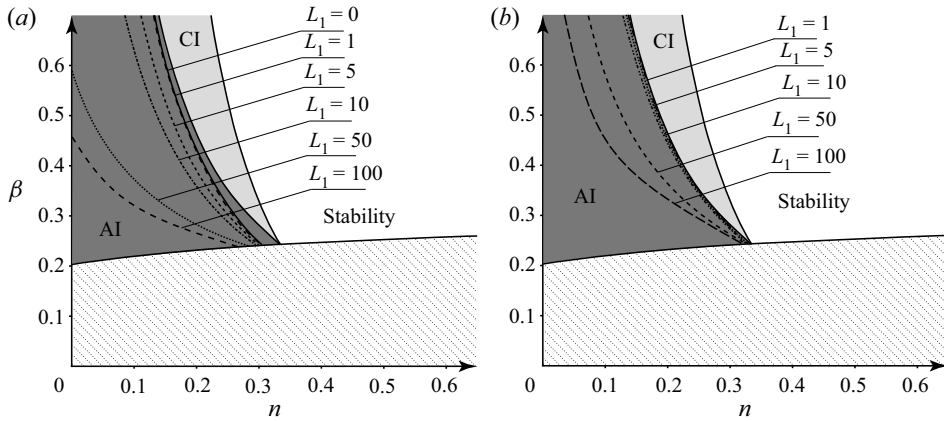 (a)
L₁ = 0
L₁ = 1
L₁ = 5
L₁ = 10
L₁ = 50
L₁ = 100
CI
AI
Stability
β
0.6
0.5
0.4
0.3
0.2
0.1
0 0.1 0.2 0.3 0.4 0.5 0.6
n
(b)
L₁ = 1
L₁ = 5
L₁ = 10
L₁ = 50
L₁ = 100
CI
AI
Stability
0.6
0.5
0.4
0.3
0.2
0.1
0 0.1 0.2 0.3 0.4 0.5 0.6
n